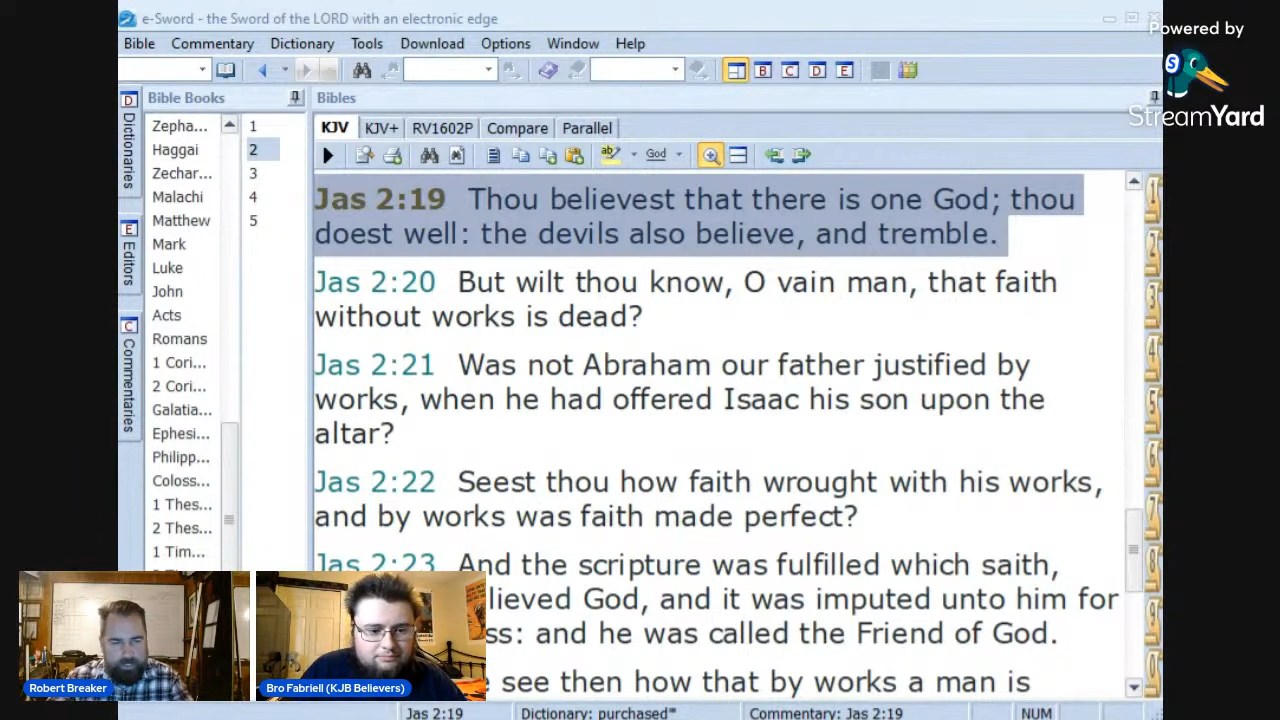 e-Sword - the Sword of the LORD with an electronic edge
Powered by
StreamYard
Bible Commentary Dictionary Tools Download Options Window Help
B C D E
Bible Books
Bibles
D Dictionaries
E Editors
C Commentaries
Zepha...
Haggai
Zechar...
Malachi
Matthew
Mark
Luke
John
Acts
Romans
1 Cori...
2 Cori...
Galatia...
Ephesi...
Philipp...
Coloss...
1 Thes...
2 Thes...
1 Tim...
1
2
3
4
5
KJV KJV+ RV1602P Compare Parallel
ab God
Jas 2:19 Thou believest that there is one God; thou
doest well: the devils also believe, and tremble.
Jas 2:20 But wilt thou know, O vain man, that faith
without works is dead?
Jas 2:21 Was not Abraham our father justified by
works, when he had offered Isaac his son upon the
altar?
Jas 2:22 Seest thou how faith wrought with his works,
and by works was faith made perfect?
Jas 2:23 And the scripture was fulfilled which saith,
lieved God, and it was imputed unto him for
ss: and he was called the Friend of God.
see then how that by works a man is
Robert Breaker
Bro Fabriell (KJB Believers)
Jas 2:19 Dictionary: purchased* Commentary: Jas 2:19 NUM